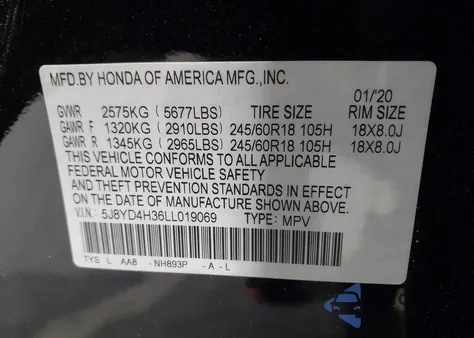 MFD.BY HONDA OF AMERICA MFG.,INC.
01/'20
GVWR 2575KG (5677LBS) TIRE SIZE RIM SIZE
GAWR F 1320KG (2910LBS) 245/60R18 105H 18X8.0J
GAWR R 1345KG (2965LBS) 245/60R18 105H 18X8.0J
THIS VEHICLE CONFORMS TO ALL APPLICABLE
FEDERAL MOTOR VEHICLE SAFETY, BUMPER,
AND THEFT PREVENTION STANDARDS IN EFFECT
ON THE DATE OF MANUFACTURE SHOWN ABOVE.
V.I.N.: 5J8YD4H36LL019069 TYPE: MPV
TYS L AA8 -NH893P -A-L